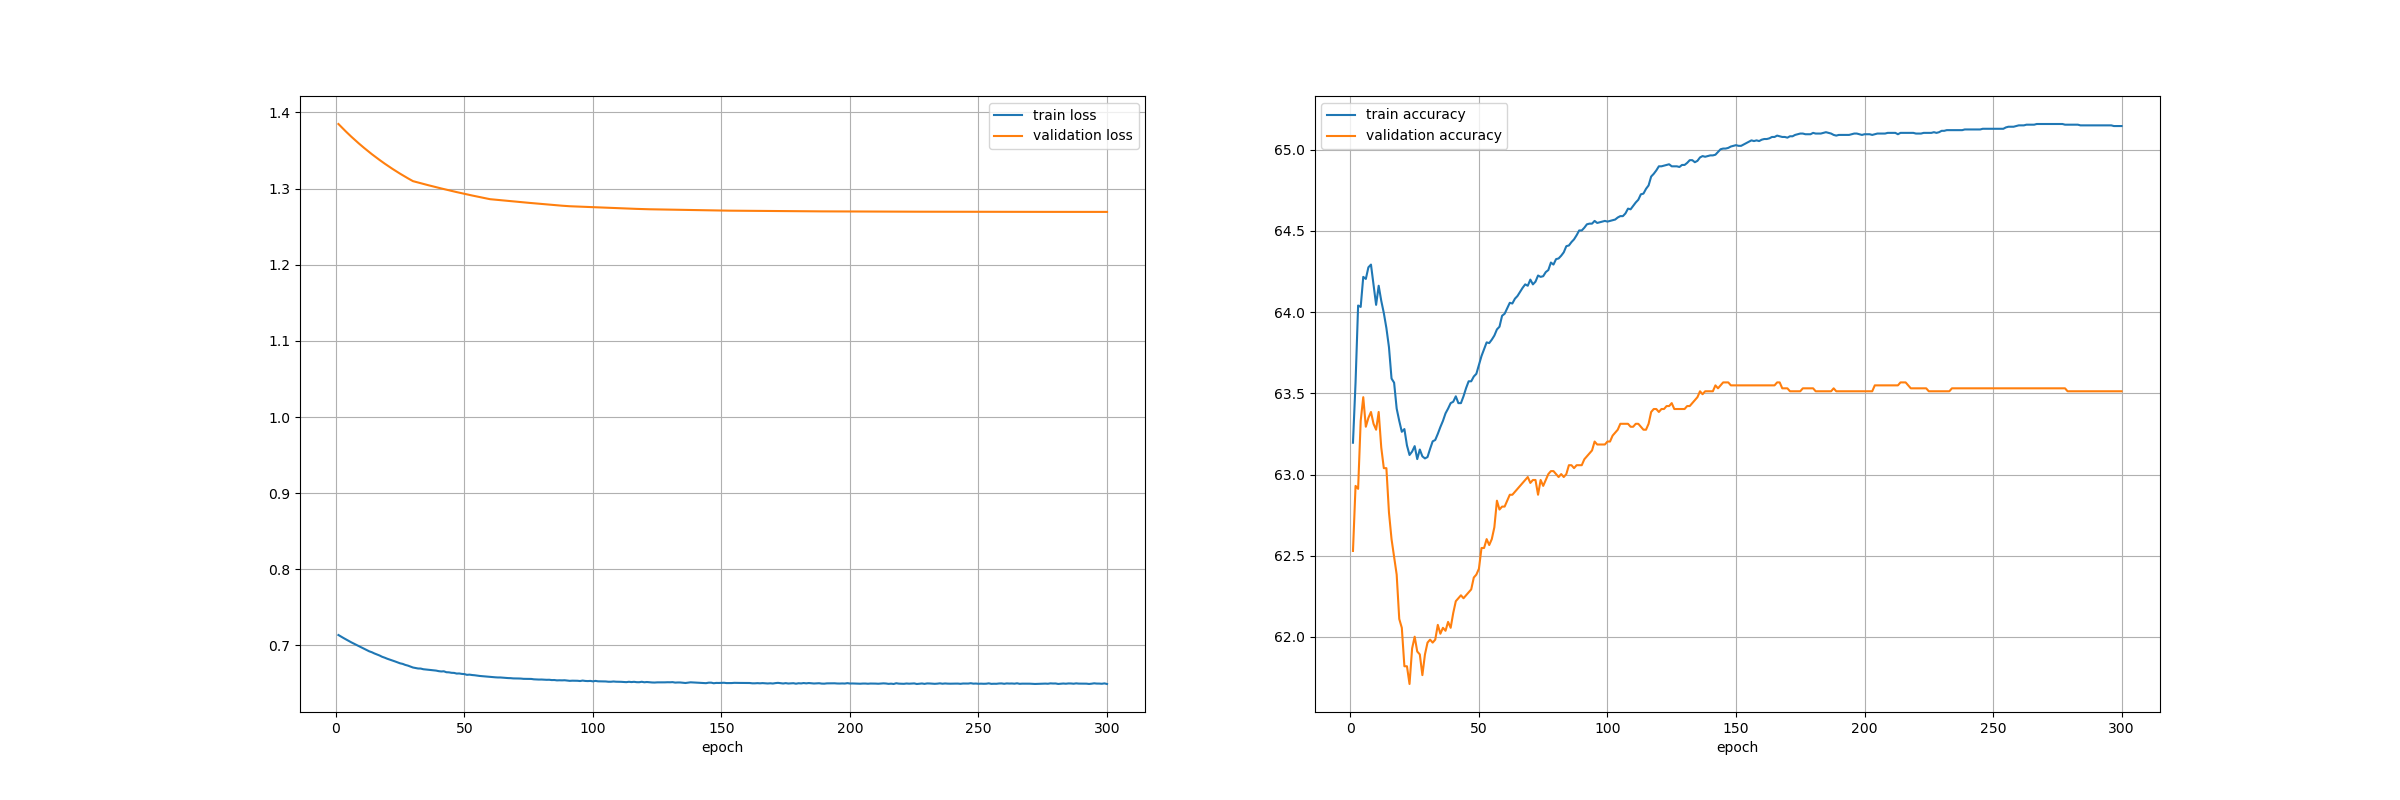 1.4
1.3
1.2
1.1
1.0
0.9
0.8
0.7
0 50 100 150 200 250 300
epoch
train loss
validation loss
65.0
64.5
64.0
63.5
63.0
62.5
62.0
0 50 100 150 200 250 300
epoch
train accuracy
validation accuracy